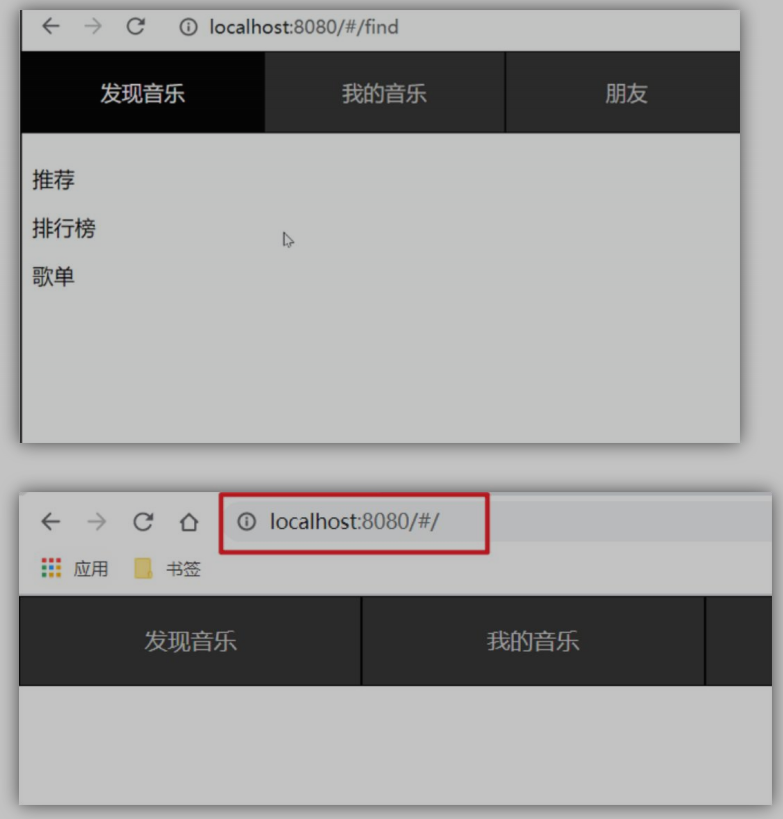 localhost:8080/#/find
发现音乐 我的音乐 朋友
推荐
排行榜
歌单
localhost:8080/#/
应用 书签
发现音乐 我的音乐